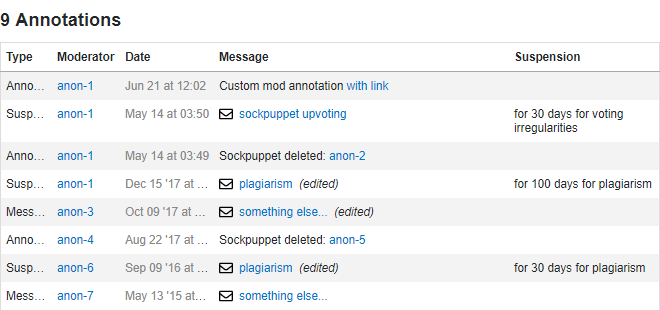 9 Annotations
Type Moderator Date Message Suspension
Anno... anon-1 Jun 21 at 12:02 Custom mod annotation with link
Susp... anon-1 May 14 at 03:50 sockpuppet upvoting for 30 days for voting
irregularities
Anno... anon-1 May 14 at 03:49 Sockpuppet deleted: anon-2
Susp... anon-1 Dec 15 '17 at ... plagiarism (edited) for 100 days for plagiarism
Mess... anon-3 Oct 09 '17 at ... something else... (edited)
Anno... anon-4 Aug 22 '17 at ... Sockpuppet deleted: anon-5
Susp... anon-6 Sep 09 '16 at ... plagiarism (edited) for 30 days for plagiarism
Mess... anon-7 May 13 '15 at... something else...